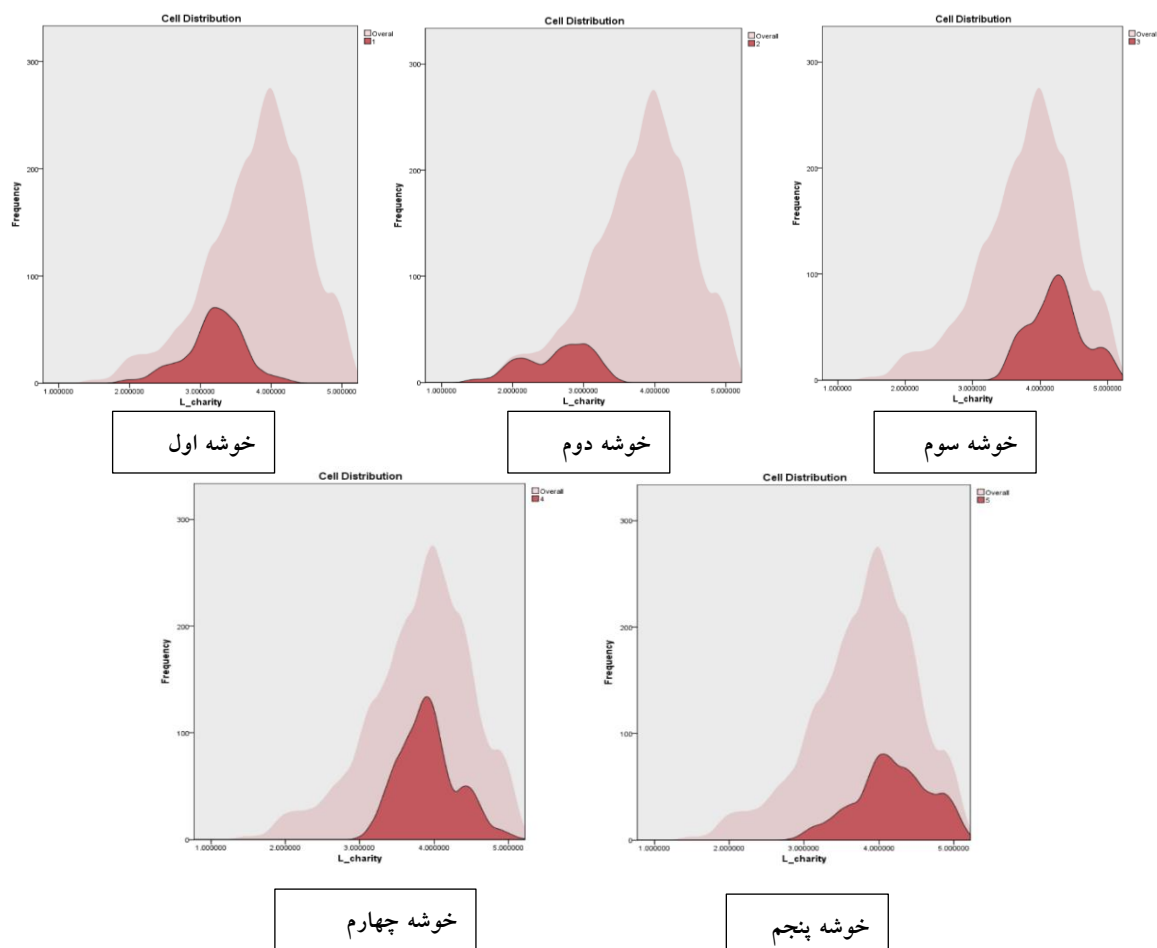 Cell Distribution
Overall
1
Frequency
300
200
100
0
1.000000 2.000000 3.000000 4.000000 5.000000
L_charity
خوشه اول
Cell Distribution
Overall
2
Frequency
300
200
100
0
1.000000 2.000000 3.000000 4.000000 5.000000
L_charity
خوشه دوم
Cell Distribution
Overall
3
Frequency
300
200
100
0
1.000000 2.000000 3.000000 4.000000 5.000000
L_charity
خوشه سوم
Cell Distribution
Overall
4
Frequency
300
200
100
0
1.000000 2.000000 3.000000 4.000000 5.000000
L_charity
خوشه چهارم
Cell Distribution
Overall
5
Frequency
300
200
100
0
1.000000 2.000000 3.000000 4.000000 5.000000
L_charity
خوشه پنجم